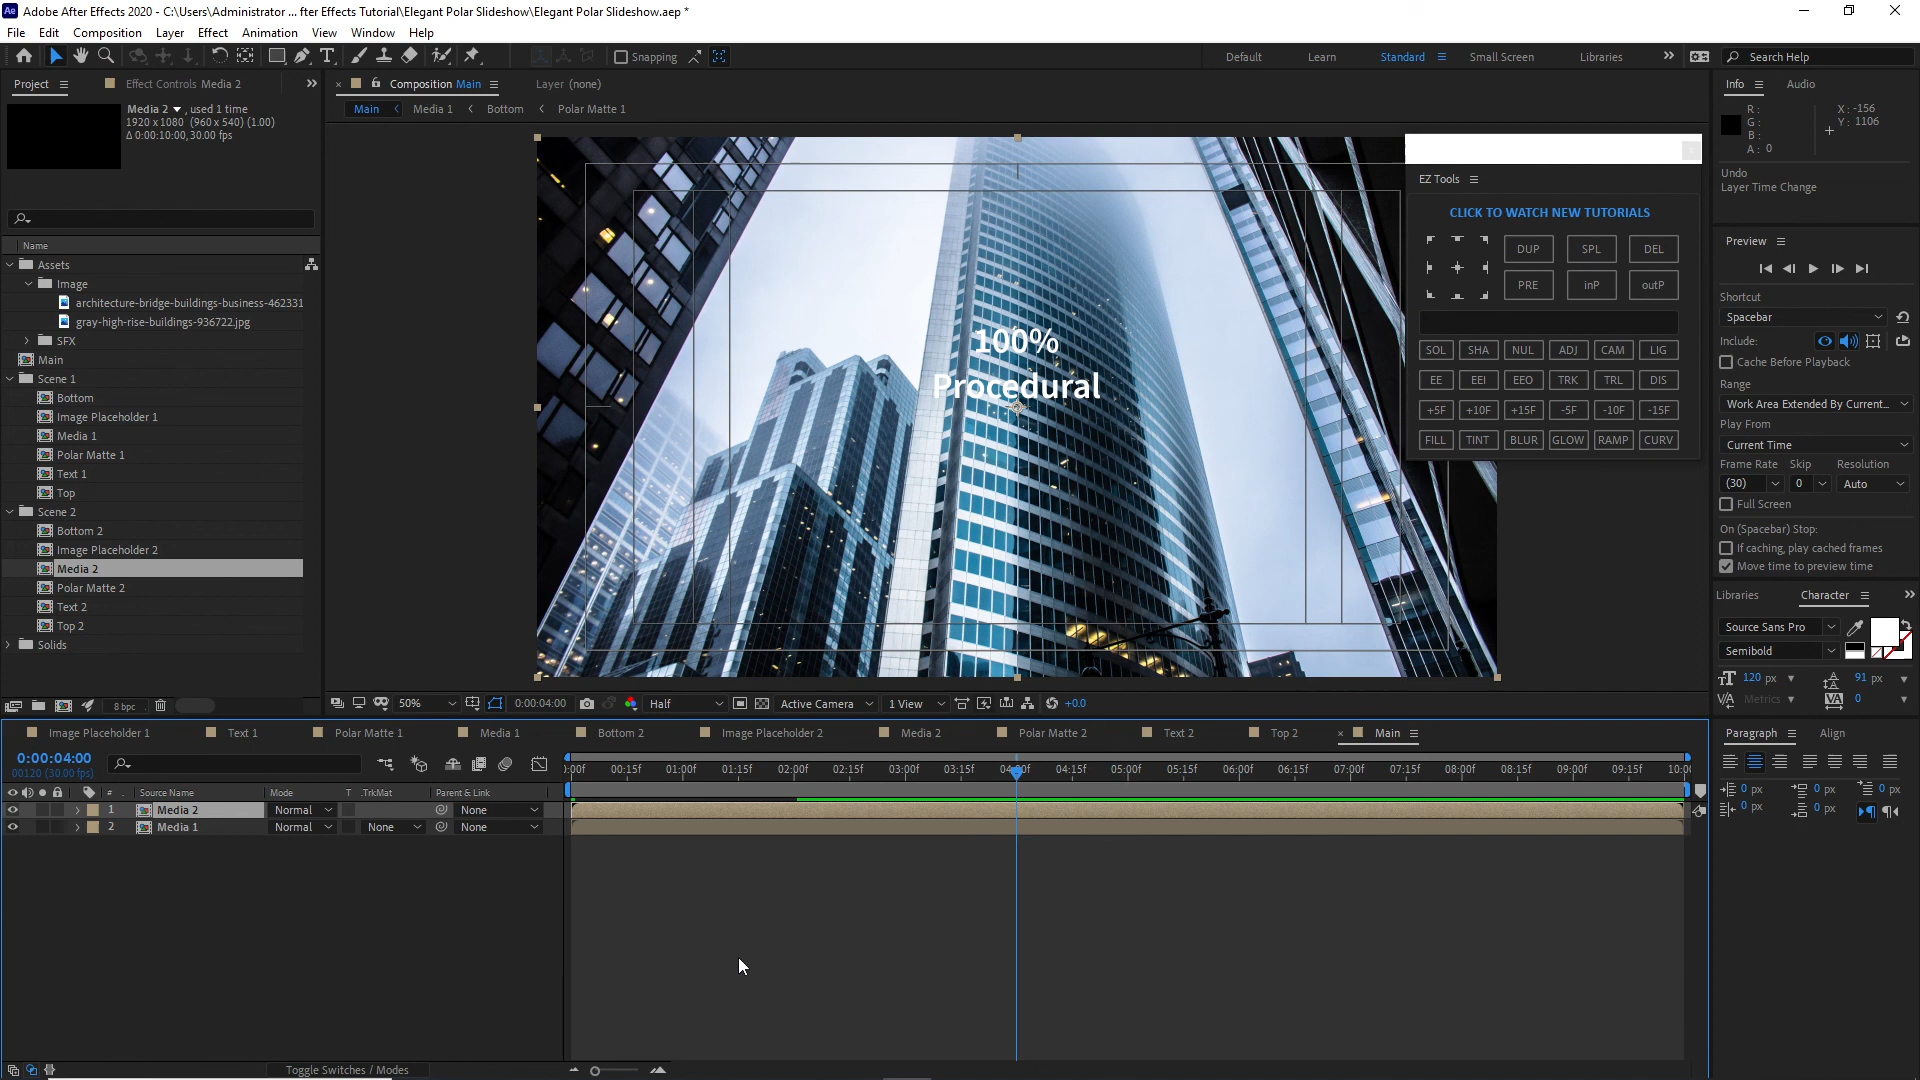 Adobe After Effects 2020 - C:\Users\Administrator ... fter Effects Tutorial\Elegant Polar Slideshow\Elegant Polar Slideshow.aep *
File Edit Composition Layer Effect Animation View Window Help
Snapping
Default Learn Standard Small Screen Libraries
Search Help
Project
Effect Controls Media 2
Media 2 , used 1 time
1920 x 1080 (960 x 540) (1.00)
Δ 0:00:10:00, 30.00 fps
Name
Assets
Image
architecture-bridge-buildings-business-462331
gray-high-rise-buildings-936722.jpg
SFX
Main
Scene 1
Bottom
Image Placeholder 1
Media 1
Polar Matte 1
Text 1
Top
Scene 2
Bottom 2
Image Placeholder 2
Media 2
Polar Matte 2
Text 2
Top 2
Solids
8 bpc
Composition Main
Layer (none)
Main Media 1 Bottom Polar Matte 1
100%
Procedural
EZ Tools
CLICK TO WATCH NEW TUTORIALS
DUP SPL DEL
PRE inP outP
SOL SHA NUL ADJ CAM LIG
EE EEI EEO TRK TRL DIS
+5F +10F +15F -5F -10F -15F
FILL TINT BLUR GLOW RAMP CURV
50% 0:00:04:00 Half Active Camera 1 View +0.0
Info Audio
R:
G:
B:
A: 0
X: -156
Y: 1106
Undo
Layer Time Change
Preview
Shortcut
Spacebar
Include:
Cache Before Playback
Range
Work Area Extended By Current...
Play From
Current Time
Frame Rate Skip Resolution
(30) 0 Auto
Full Screen
On (Spacebar) Stop:
If caching, play cached frames
Move time to preview time
Libraries Character
Source Sans Pro
Semibold
120 px 91 px
Metrics 0
Paragraph Align
0 px 0 px 0 px
0 px 0 px
Image Placeholder 1 Text 1 Polar Matte 1 Media 1 Bottom 2 Image Placeholder 2 Media 2 Polar Matte 2 Text 2 Top 2 Main
0:00:04:00
00120 (30.00 fps)
:00f 00:15f 01:00f 01:15f 02:00f 02:15f 03:00f 03:15f 04:00f 04:15f 05:00f 05:15f 06:00f 06:15f 07:00f 07:15f 08:00f 08:15f 09:00f 09:15f 10:00
# Source Name Mode T .TrkMat Parent & Link
1 Media 2 Normal None
2 Media 1 Normal None None
Toggle Switches / Modes